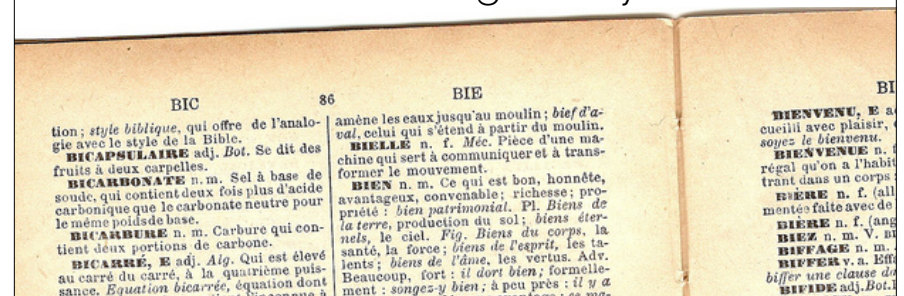 BIC
86
BIE
BI
tion; style biblique, qui offre de l'analo-
gie avec le style de la Bible.
BICAPSULAIRE adj. Bot. Se dit des
fruits à deux carpelles.
BICARBONATE n. m. Sel à base de
soude, qui contient deux fois plus d'acide
carbonique que le carbonate neutre pour
le même poids de base.
BICARBURE n. m. Carbure qui con-
tient deux portions de carbone.
BICARRÉ, E adj. Alg. Qui est élevé
au carré du carré, à la quatrième puis-
sance. Equation bicarrée, équation dont
amène les eaux jusqu'au moulin; bief d'a-
val, celui qui s'étend à partir du moulin.
BIELLE n. f. Méc. Pièce d'une ma-
chine qui sert à communiquer et à trans-
former le mouvement.
BIEN n. m. Ce qui est bon, honnête,
avantageux, convenable; richesse; pro-
priété : bien patrimonial. Pl. Biens de
la terre, production du sol; biens éter-
nels, le ciel. Fig. Biens du corps, la
santé, la force; biens de l'esprit, les ta-
lents; biens de l'âme, les vertus. Adv.
Beaucoup, fort : il dort bien; formelle-
ment : songez-y bien; à peu près : il y a
BIENVENU, E
cueilli avec plaisir,
soyez le bienvenu.
BIENVENUE n.
régal qu'on a l'habit
trant dans un corps
BIÈRE n. f. (all
mentée faite avec de
BIÈRE n. f. (ang
BIEZ n. m. V.
BIFFAGE n. m.
BIFFER v. a. Eff
biffer une clause
BIFIDE adj. Bot.